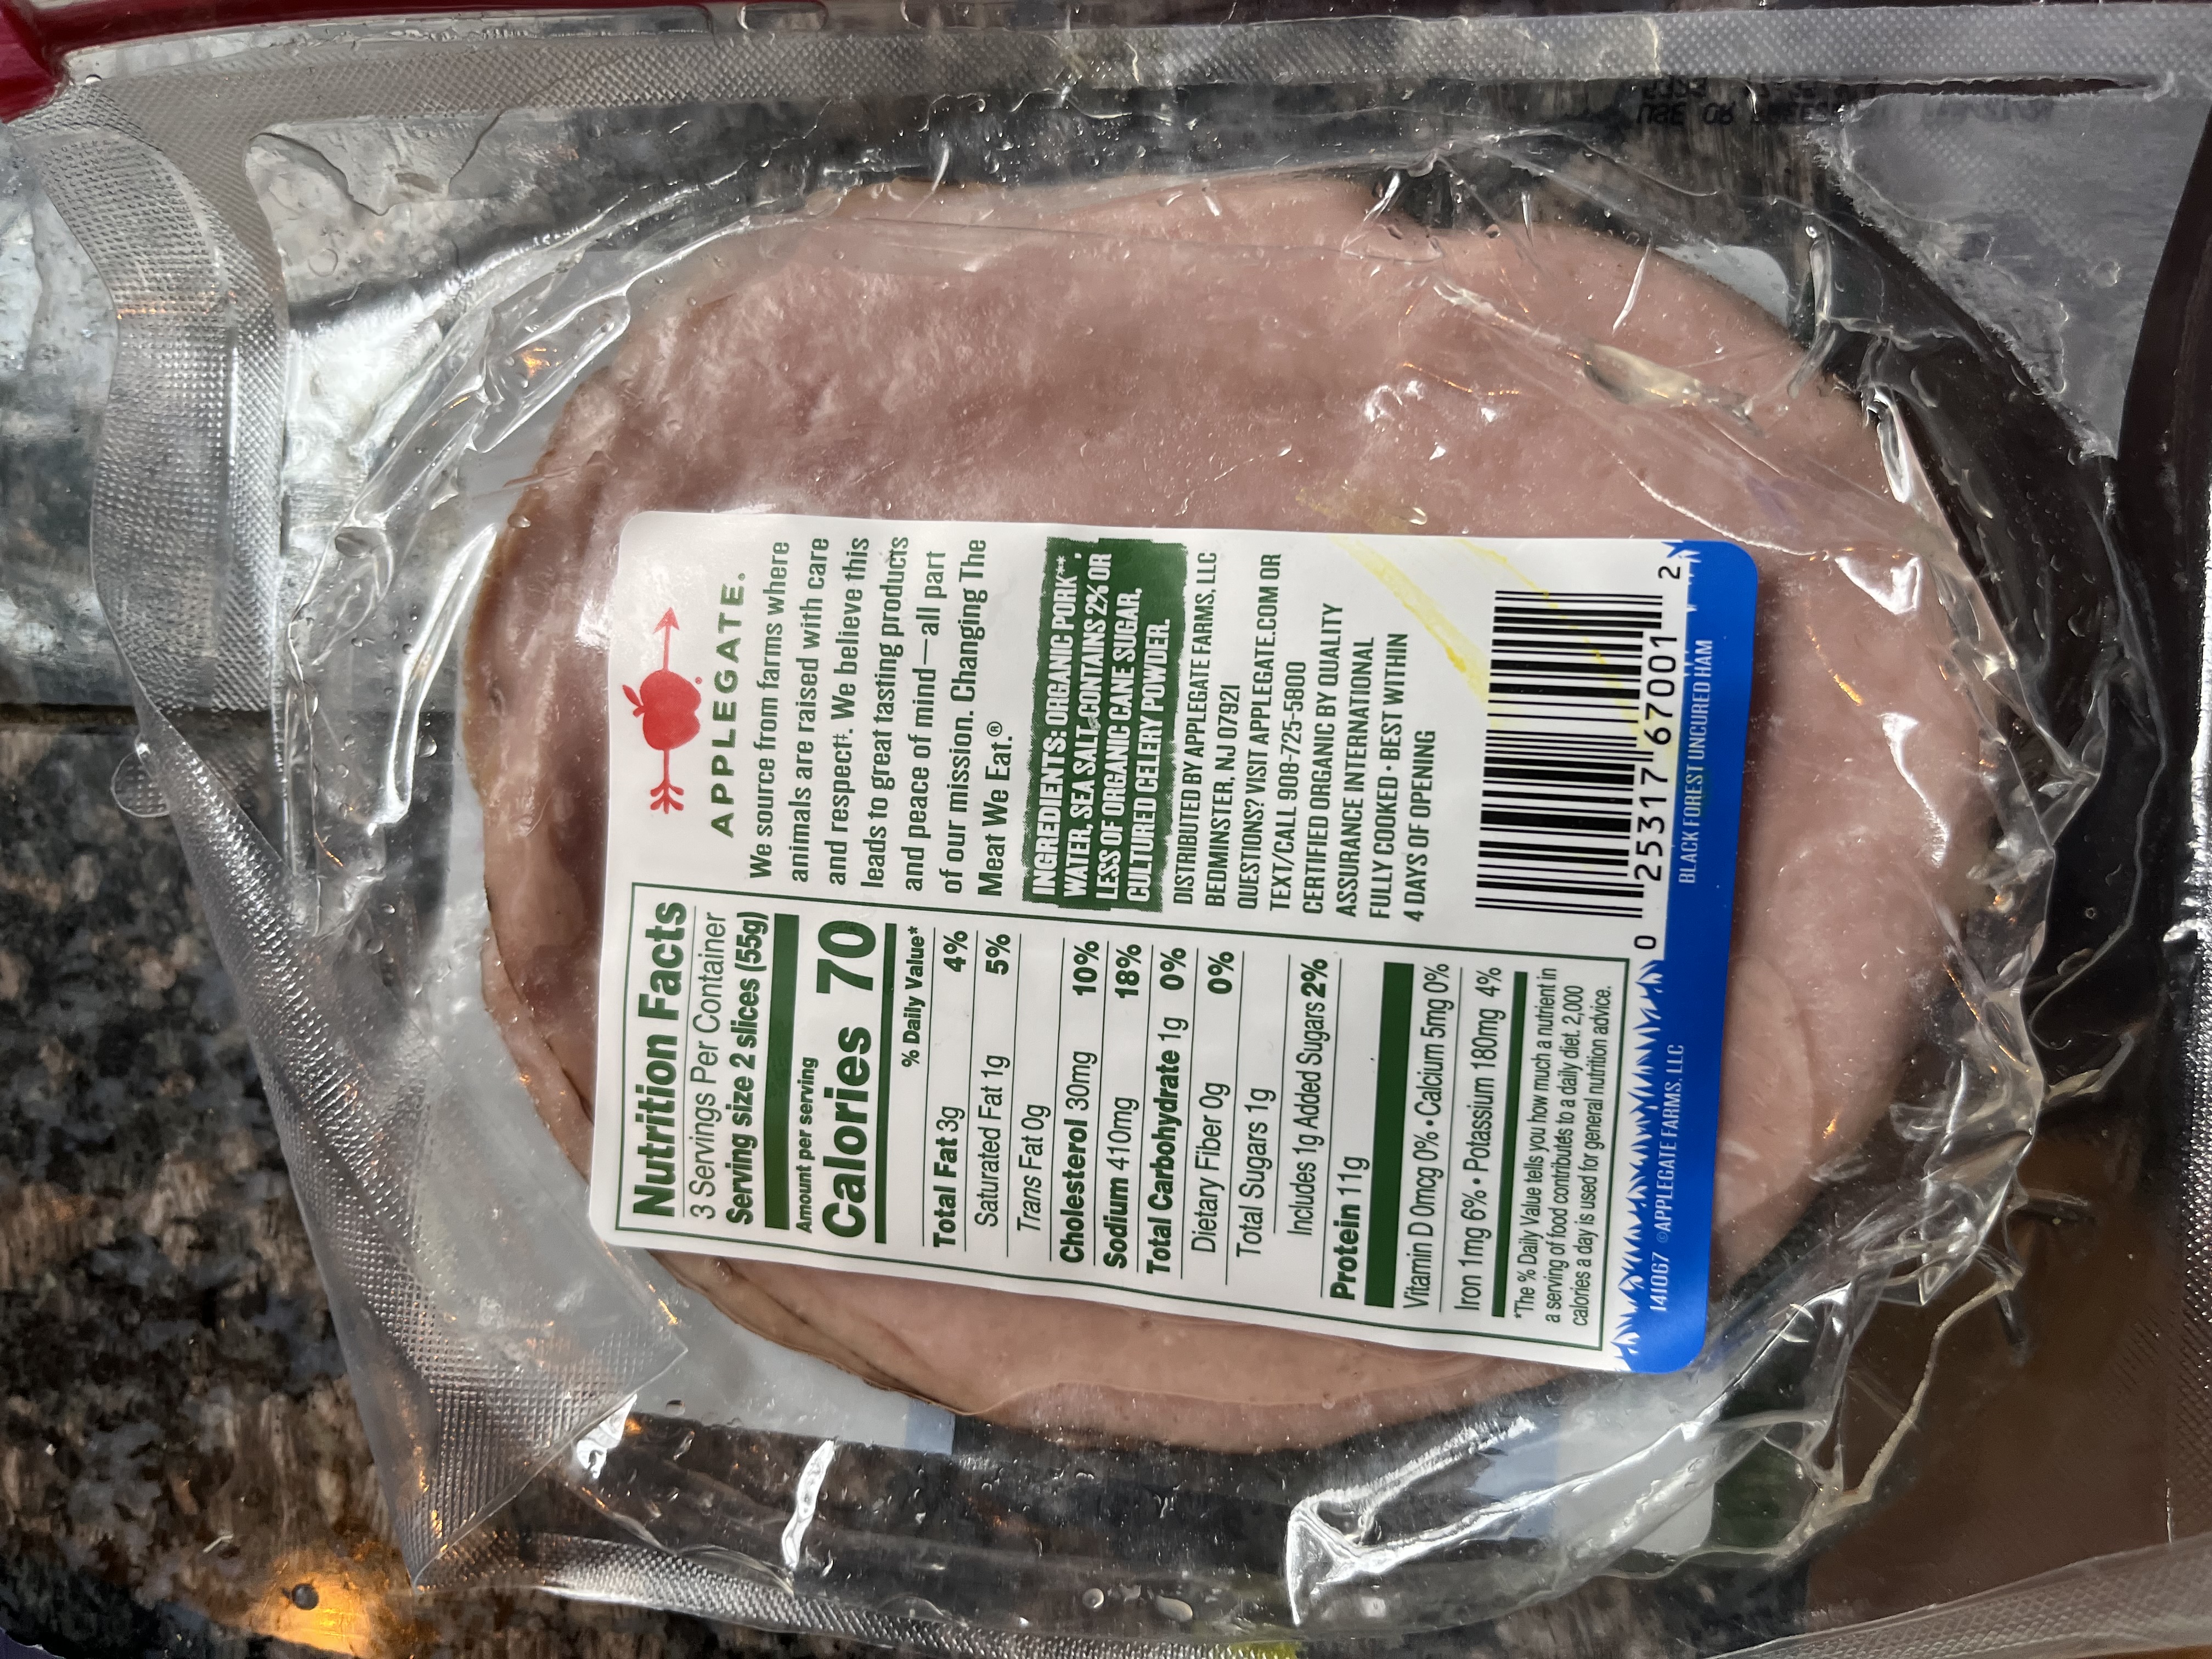 Nutrition Facts
3 Servings Per Container
Serving size 2 slices (55g)
Amount per serving
Calories 70
% Daily Value*
Total Fat 3g 4%
Saturated Fat 1g 5%
Trans Fat 0g
Cholesterol 30mg 10%
Sodium 410mg 18%
Total Carbohydrate 1g 0%
Dietary Fiber 0g 0%
Total Sugars 1g
Includes 1g Added Sugars 2%
Protein 11g
Vitamin D 0mcg 0% • Calcium 5mg 0%
Iron 1mg 6% • Potassium 180mg 4%
*The % Daily Value tells you how much a nutrient in
a serving of food contributes to a daily diet. 2,000
calories a day is used for general nutrition advice.
APPLEGATE.
We source from farms where
animals are raised with care
and respect‡. We believe this
leads to great tasting products
and peace of mind—all part
of our mission. Changing The
Meat We Eat.®
INGREDIENTS: ORGANIC PORK**,
WATER, SEA SALT. CONTAINS 2% OR
LESS OF ORGANIC CANE SUGAR,
CULTURED CELERY POWDER.
DISTRIBUTED BY APPLEGATE FARMS, LLC
BEDMINSTER, NJ 07921
QUESTIONS? VISIT APPLEGATE.COM OR
TEXT/CALL 908-725-5800
CERTIFIED ORGANIC BY QUALITY
ASSURANCE INTERNATIONAL
FULLY COOKED • BEST WITHIN
4 DAYS OF OPENING
0 25317 67001 2
141067 ©APPLEGATE FARMS, LLC
BLACK FOREST UNCURED HAM